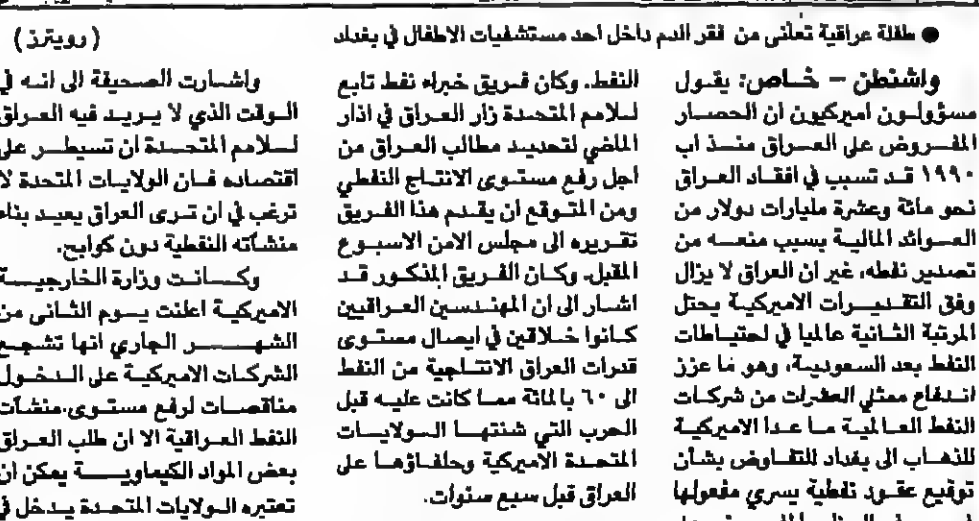 ● طفلة عراقية تعاني من فقر الدم داخل احد مستشفيات الاطفال في بغداد
(رويترز)
واشنطن - خاص: يقول
مسؤولون اميركيون ان الحصار
المفروض على العراق منذ اب
١٩٩٠ قد تسبب في افقاد العراق
نحو مائة وعشرة مليارات دولار من
العوائد المالية بسبب منعه من
تصدير نفطه، غير ان العراق لا يزال
وفق التقديرات الاميركية يحتل
المرتبة الثانية عالميا في احتياطات
النفط بعد السعودية، وهو ما عزز
اندفاع ممثلي العشرات من شركات
النفط العالمية ما عدا الاميركية
للذهاب الى بغداد للتفاوض بشأن
توقيع عقود نفطية يسري مفعولها
النفط. وكان فريق خبراء نفط تابع
للامم المتحدة زار العراق في اذار
الماضي لتحديد مطالب العراق من
اجل رفع مستوى الانتاج النفطي
ومن المتوقع ان يقدم هذا الفريق
تقريره الى مجلس الامن الاسبوع
المقبل. وكان الفريق المذكور قد
اشار الى ان المهندسين العراقيين
كانوا خلاقين في ايصال مستوى
قدرات العراق الانتاجية من النفط
الى ٦٠ بالمائة مما كانت عليه قبل
الحرب التي شنتها الولايات
المتحدة الأميركية وحلفاؤها على
العراق قبل سبع سنوات.
واشارت الصحيفة الى انه في
الوقت الذي لا يريد فيه العراق
للامم المتحدة ان تسيطر على
اقتصاده فان الولايات المتحدة لا
ترغب في ان ترى العراق يعيد بناء
منشآته النفطية دون كوابح.
وكانت وزارة الخارجية
الاميركية اعلنت يوم الثاني من
الشهر الجاري انها تشجع
الشركات الاميركية على الدخول
مناقصات لرفع مستوى منشآت
النفط العراقية الا ان طلب العراق
بعض المواد الكيماوية يمكن ان
تعتبره الولايات المتحدة يدخل في